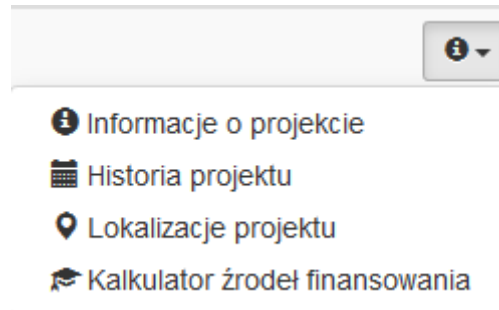 Informacje o projekcie
Historia projektu
Lokalizacje projektu
Kalkulator źrodeł finansowania